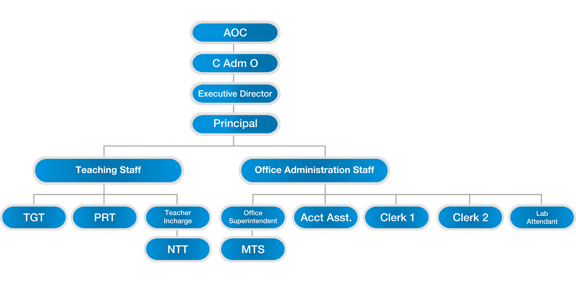 AOC
C Adm O
Executive Director
Principal
Teaching Staff
Office Administration Staff
TGT
PRT
Teacher
Incharge
Office
Superintendent
Acct Asst.
Clerk 1
Clerk 2
Lab
Attendant
NTT
MTS